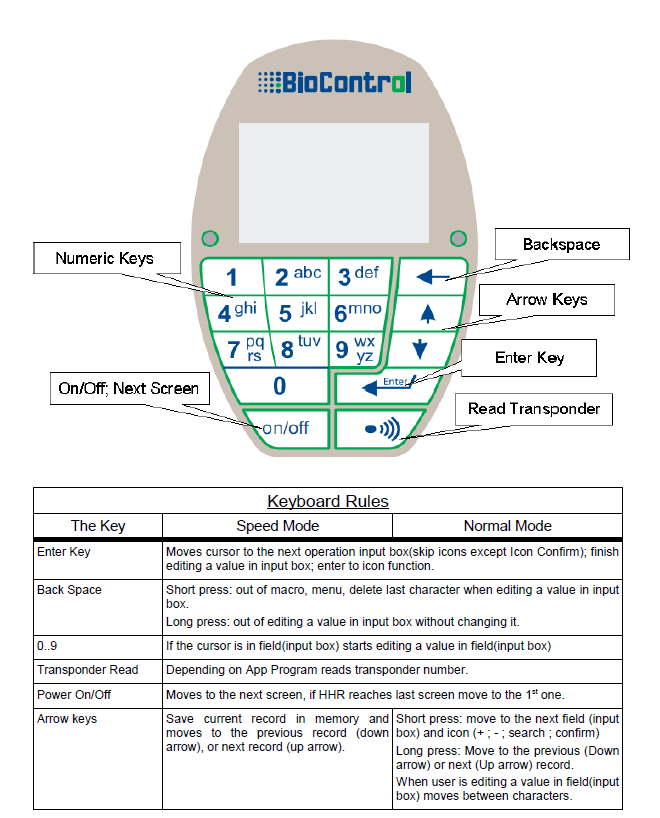 BioControl
Numeric Keys
Backspace
1
2 abc
3 def
Arrow Keys
4 ghi
5 jkl
6 mno
Enter Key
7 pq
rs
8 tuv
9 wx
yz
On/Off; Next Screen
0
Enter
Read Transponder
on/off
Keyboard Rules
The Key
Speed Mode
Normal Mode
Enter Key
Moves cursor to the next operation input box(skip icons except Icon Confirm); finish
editing a value in input box; enter to icon function.
Back Space
Short press: out of macro, menu, delete last character when editing a value in input
box.
Long press: out of editing a value in input box without changing it.
0..9
If the cursor is in field(input box) starts editing a value in field(input box)
Transponder Read
Depending on App Program reads transponder number.
Power On/Off
Moves to the next screen, if HHR reaches last screen move to the 1st one.
Arrow keys
Save current record in memory and
moves to the previous record (down
arrow), or next record (up arrow).
Short press: move to the next field (input
box) and icon (+ ; - ; search ; confirm)
Long press: Move to the previous (Down
arrow) or next (Up arrow) record.
When user is editing a value in field(input
box) moves between characters.